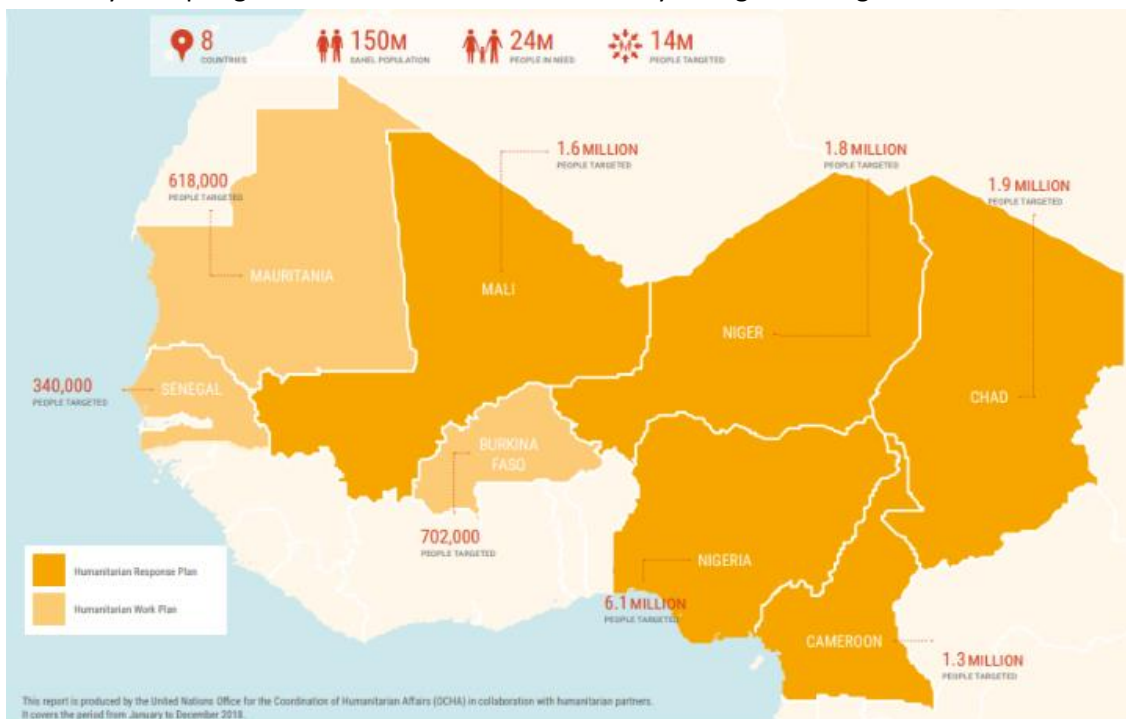 8
COUNTRIES
150M
SAHEL POPULATION
24M
PEOPLE IN NEED
14M
PEOPLE TARGETED
1.6 MILLION
PEOPLE TARGETED
1.8 MILLION
PEOPLE TARGETED
1.9 MILLION
PEOPLE TARGETED
618,000
PEOPLE TARGETED
MAURITANIA
MALI
NIGER
CHAD
340,000
PEOPLE TARGETED
SENEGAL
BURKINA
FASO
702,000
PEOPLE TARGETED
NIGERIA
6.1 MILLION
PEOPLE TARGETED
CAMEROON
1.3 MILLION
PEOPLE TARGETED
Humanitarian Response Plan
Humanitarian Work Plan
This report is produced by the United Nations Office for the Coordination of Humanitarian Affairs (OCHA) in collaboration with humanitarian partners.
It covers the period from January to December 2018.